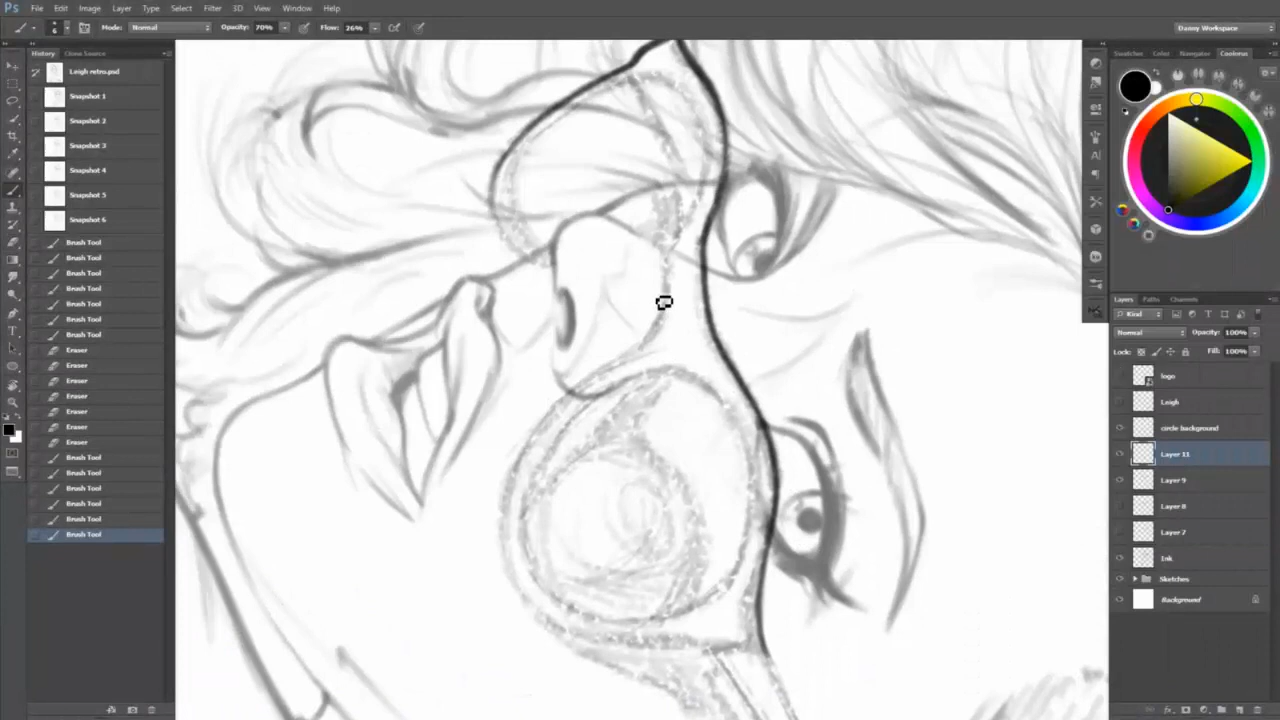 Ps File Edit Image Layer Type Select Filter 3D View Window Help
6 Mode: Normal Opacity: 70% Flow: 26% Danny Workspace
History Clone Source
Leigh retro.psd
Snapshot 1
Snapshot 2
Snapshot 3
Snapshot 4
Snapshot 5
Snapshot 6
Brush Tool
Brush Tool
Brush Tool
Brush Tool
Brush Tool
Brush Tool
Brush Tool
Eraser
Eraser
Eraser
Eraser
Eraser
Eraser
Eraser
Brush Tool
Brush Tool
Brush Tool
Brush Tool
Brush Tool
Brush Tool
Swatches Color Navigator Coolorus
Layers Paths Channels
Kind
Normal Opacity: 100%
Lock: Fill: 100%
logo
Leigh
circle background
Layer 11
Layer 9
Layer 8
Layer 7
Ink
Sketches
Background